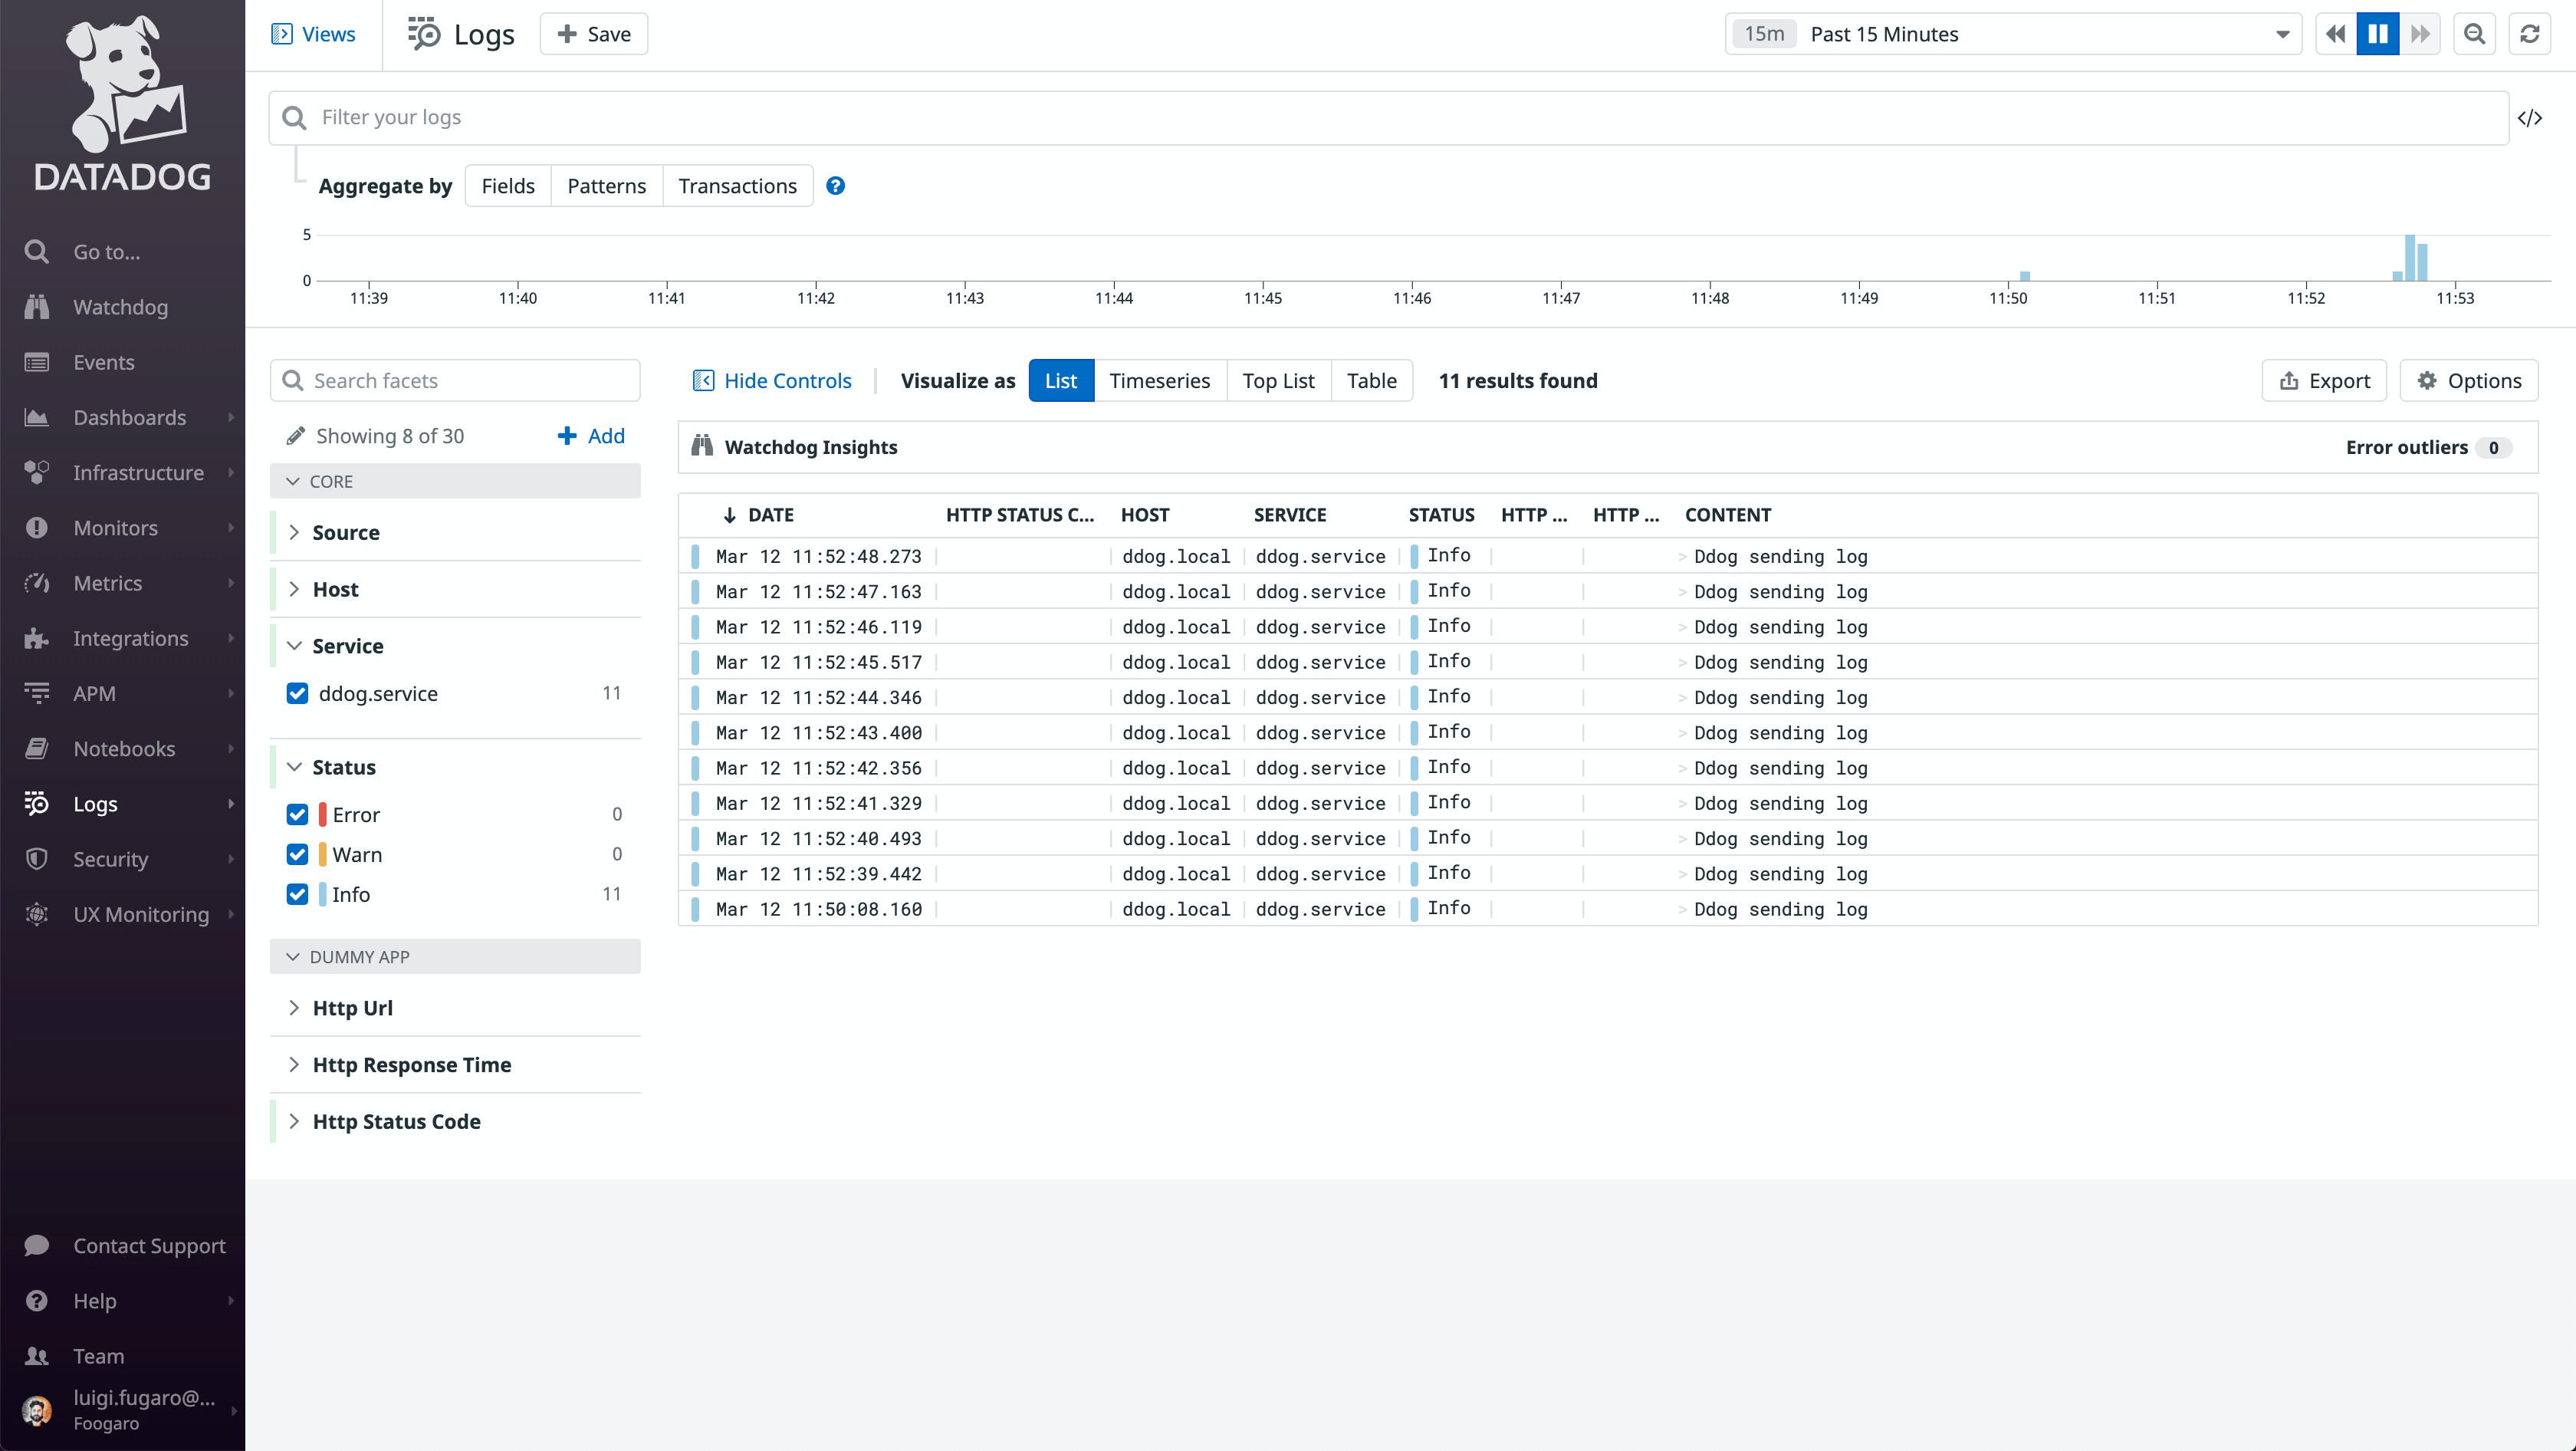 DATADOG
Go to...
Watchdog
Events
Dashboards
Infrastructure
Monitors
Metrics
Integrations
APM
Notebooks
Logs
Security
UX Monitoring
Contact Support
Help
Team
luigi.fugaro@...
Foogaro
Views
Logs
Save
15m Past 15 Minutes
Filter your logs
</>
Aggregate by Fields Patterns Transactions ?
5
0
11:39 11:40 11:41 11:42 11:43 11:44 11:45 11:46 11:47 11:48 11:49 11:50 11:51 11:52 11:53
Search facets
Showing 8 of 30 Add
CORE
Source
Host
Service
ddog.service 11
Status
Error 0
Warn 0
Info 11
DUMMY APP
Http Url
Http Response Time
Http Status Code
Hide Controls Visualize as List Timeseries Top List Table 11 results found Export Options
Watchdog Insights Error outliers 0
DATE HTTP STATUS C... HOST SERVICE STATUS HTTP ... HTTP ... CONTENT
Mar 12 11:52:48.273 ddog.local ddog.service Info > Ddog sending log
Mar 12 11:52:47.163 ddog.local ddog.service Info > Ddog sending log
Mar 12 11:52:46.119 ddog.local ddog.service Info > Ddog sending log
Mar 12 11:52:45.517 ddog.local ddog.service Info > Ddog sending log
Mar 12 11:52:44.346 ddog.local ddog.service Info > Ddog sending log
Mar 12 11:52:43.400 ddog.local ddog.service Info > Ddog sending log
Mar 12 11:52:42.356 ddog.local ddog.service Info > Ddog sending log
Mar 12 11:52:41.329 ddog.local ddog.service Info > Ddog sending log
Mar 12 11:52:40.493 ddog.local ddog.service Info > Ddog sending log
Mar 12 11:52:39.442 ddog.local ddog.service Info > Ddog sending log
Mar 12 11:50:08.160 ddog.local ddog.service Info > Ddog sending log